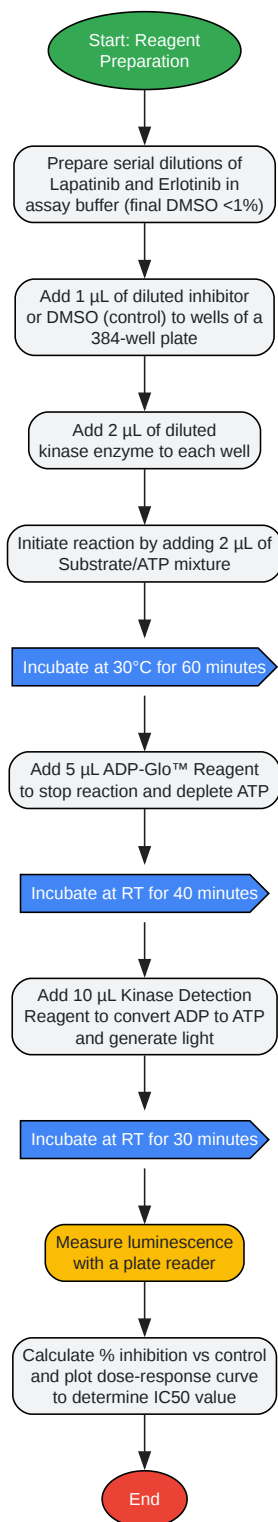 Start: Reagent
Preparation
Prepare serial dilutions of
Lapatinib and Erlotinib in
assay buffer (final DMSO <1%)
Add 1 µL of diluted inhibitor
or DMSO (control) to wells of a
384-well plate
Add 2 µL of diluted
kinase enzyme to each well
Initiate reaction by adding 2 µL of
Substrate/ATP mixture
Incubate at 30°C for 60 minutes
Add 5 µL ADP-Glo™ Reagent
to stop reaction and deplete ATP
Incubate at RT for 40 minutes
Add 10 µL Kinase Detection
Reagent to convert ADP to ATP
and generate light
Incubate at RT for 30 minutes
Measure luminescence
with a plate reader
Calculate % inhibition vs control
and plot dose-response curve
to determine IC50 value
End